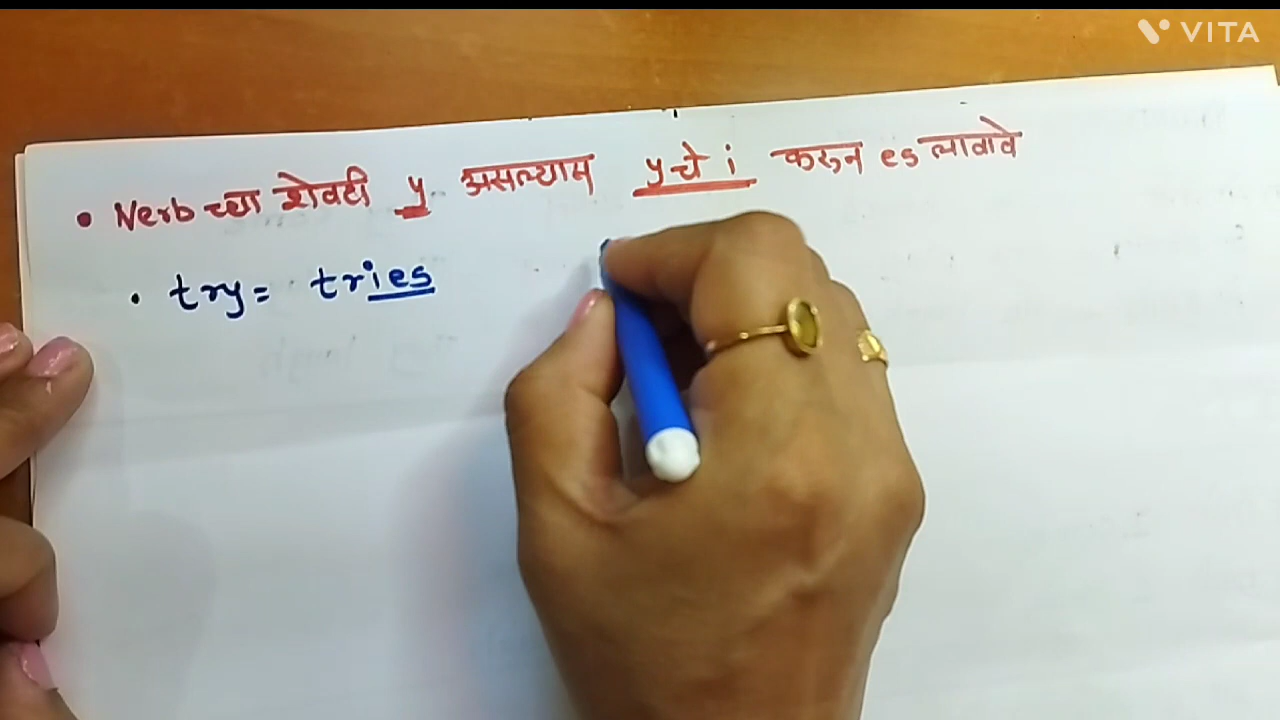 VITA
• Verb च्या शेवटी y असल्यास y चे i करुन es लावावे
• try = tries